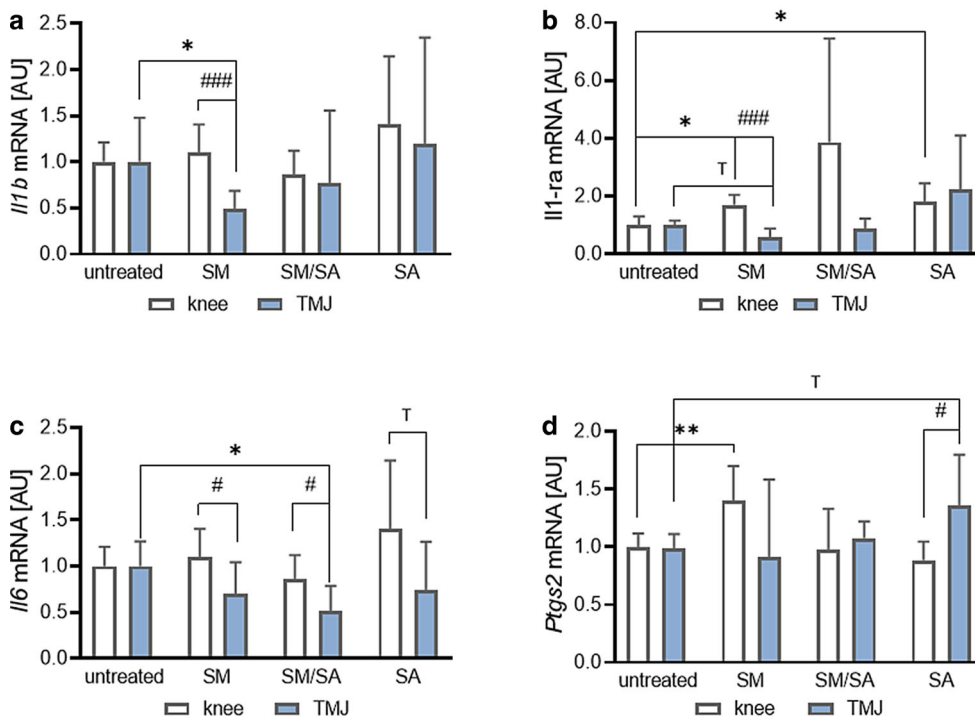 a
Il1b mRNA [AU]
2.5
2.0
1.5
1.0
0.5
0.0
*
###
untreated SM SM/SA SA
knee TMJ
b
Il1-ra mRNA [AU]
8.0
6.0
4.0
2.0
0.0
*
* ###
T
untreated SM SM/SA SA
knee TMJ
c
Il6 mRNA [AU]
2.5
2.0
1.5
1.0
0.5
0.0
T
*
# #
untreated SM SM/SA SA
knee TMJ
d
Ptgs2 mRNA [AU]
2.0
1.5
1.0
0.5
0.0
T
#
**
untreated SM SM/SA SA
knee TMJ